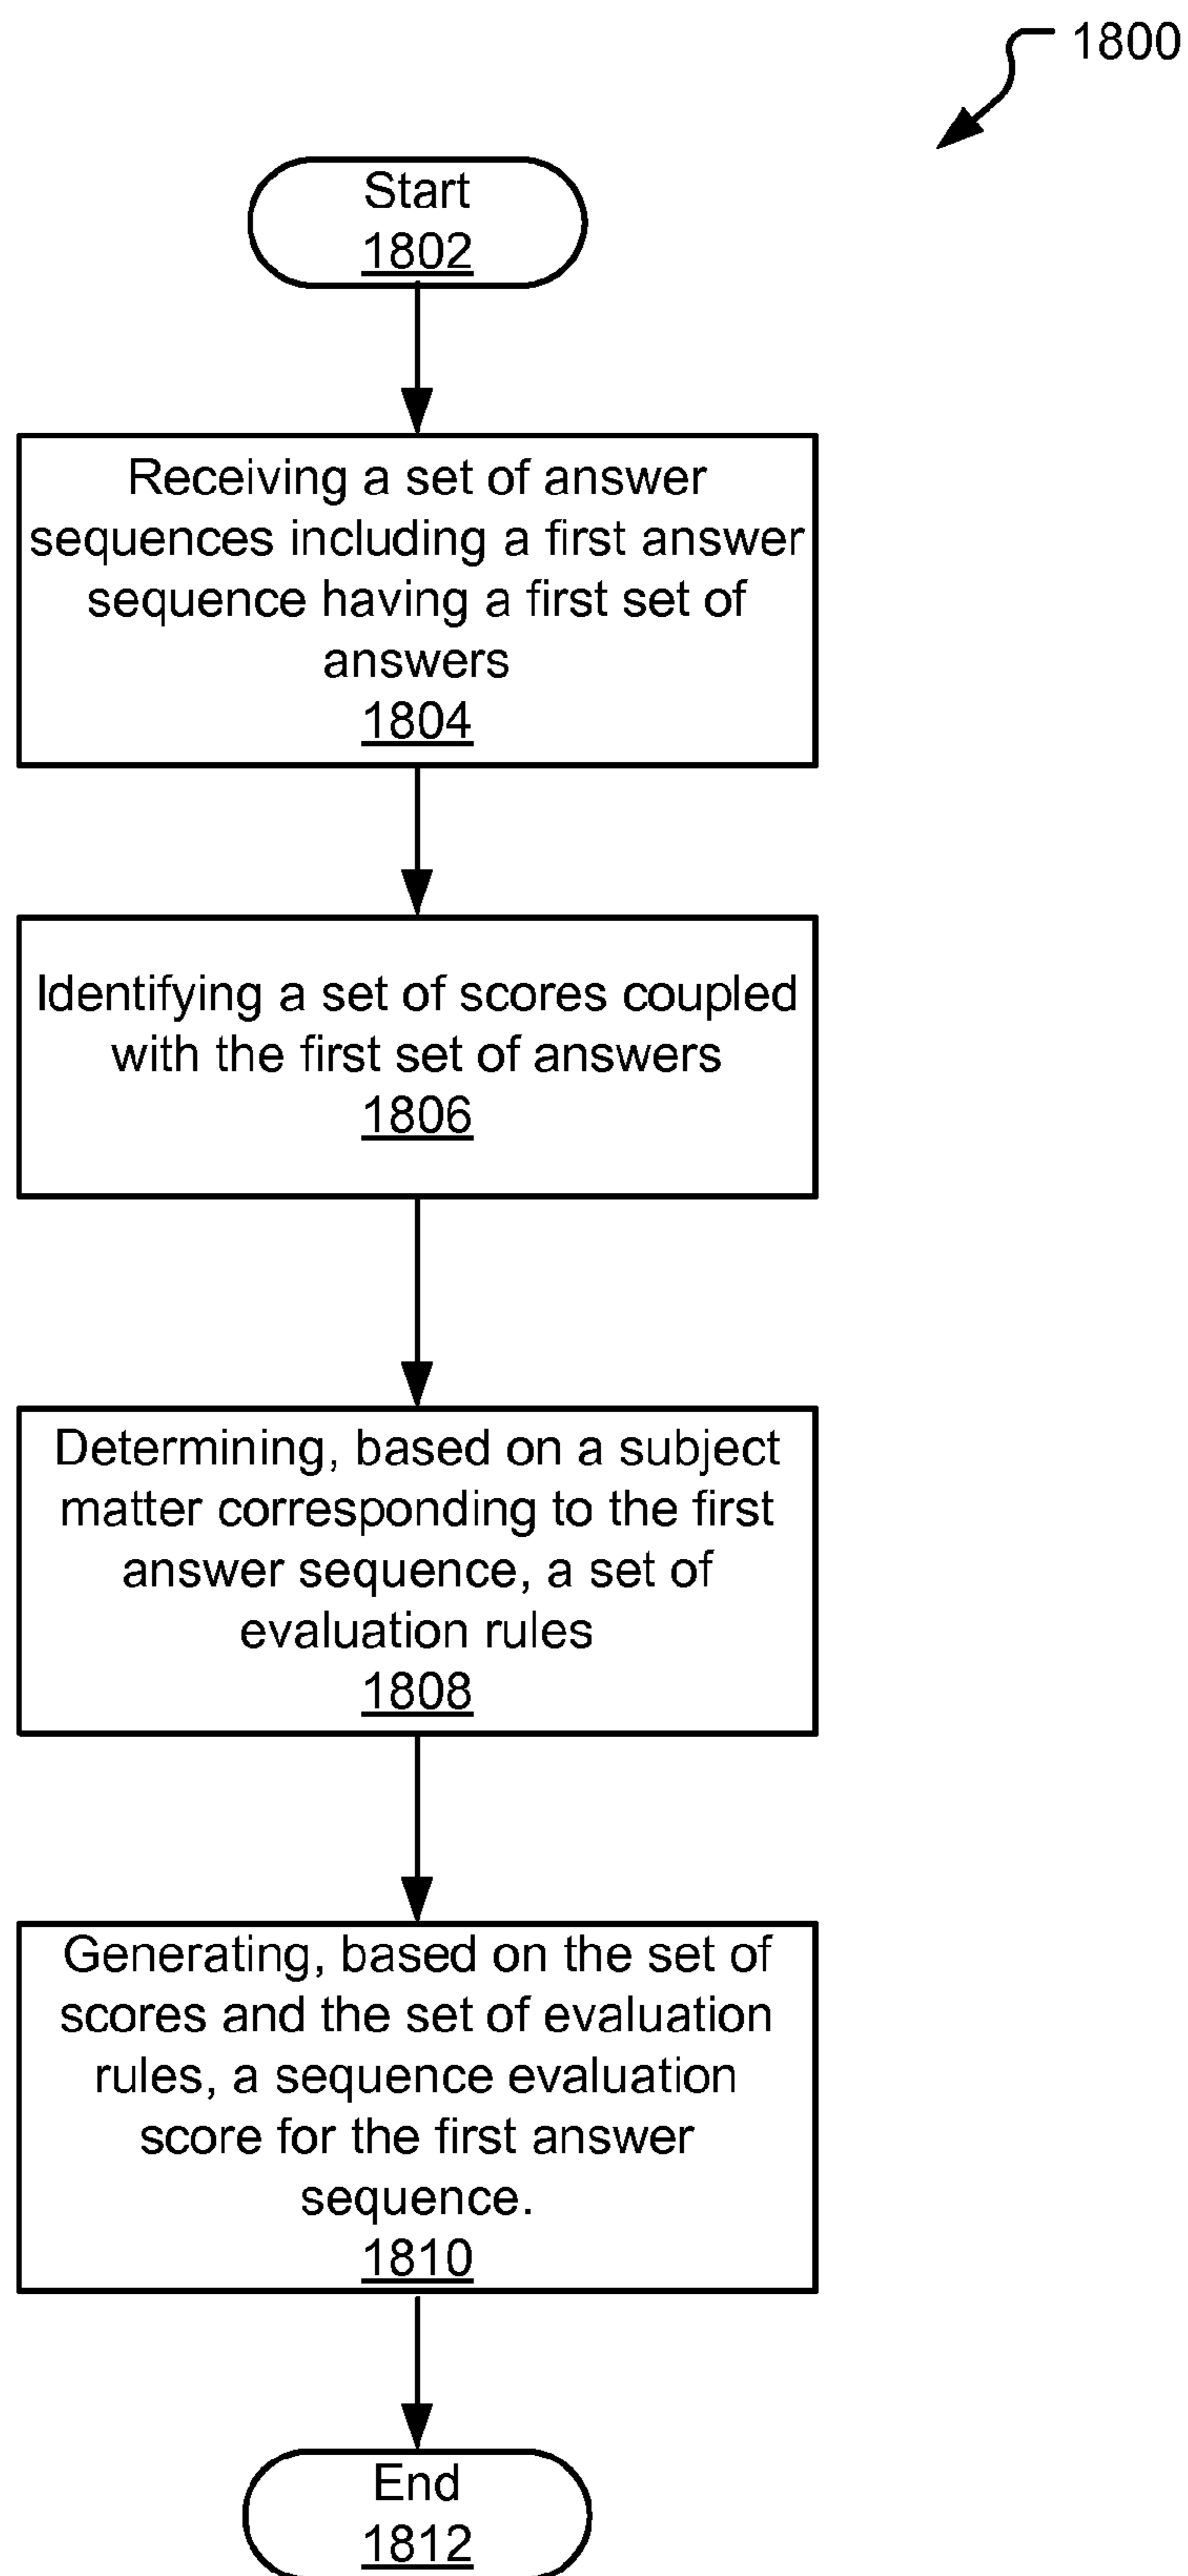 1800
Start
1802
Receiving a set of answer
sequences including a first answer
sequence having a first set of
answers
1804
Identifying a set of scores coupled
with the first set of answers
1806
Determining, based on a subject
matter corresponding to the first
answer sequence, a set of
evaluation rules
1808
Generating, based on the set of
scores and the set of evaluation
rules, a sequence evaluation
score for the first answer
sequence.
1810
End
1812